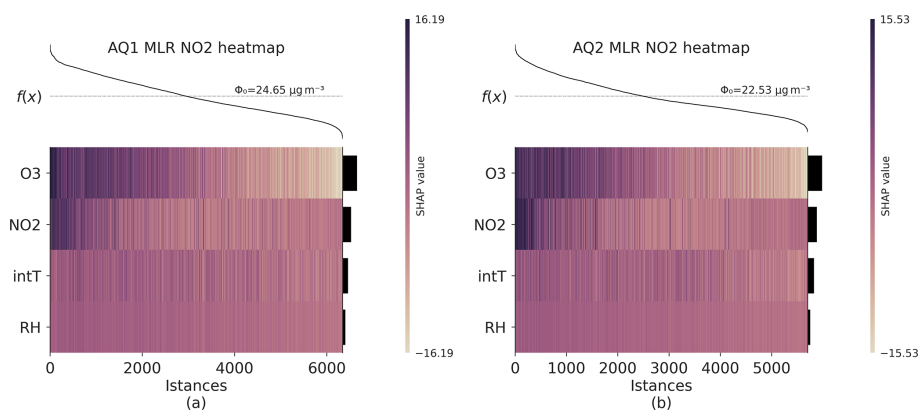 AQ1 MLR NO2 heatmap
16.19
f(x)
Φ₀=24.65 µg m⁻³
O3
NO2
intT
RH
SHAP value
−16.19
0 2000 4000 6000
Istances
(a)
AQ2 MLR NO2 heatmap
15.53
f(x)
Φ₀=22.53 µg m⁻³
O3
NO2
intT
RH
SHAP value
−15.53
0 1000 2000 3000 4000 5000
Istances
(b)